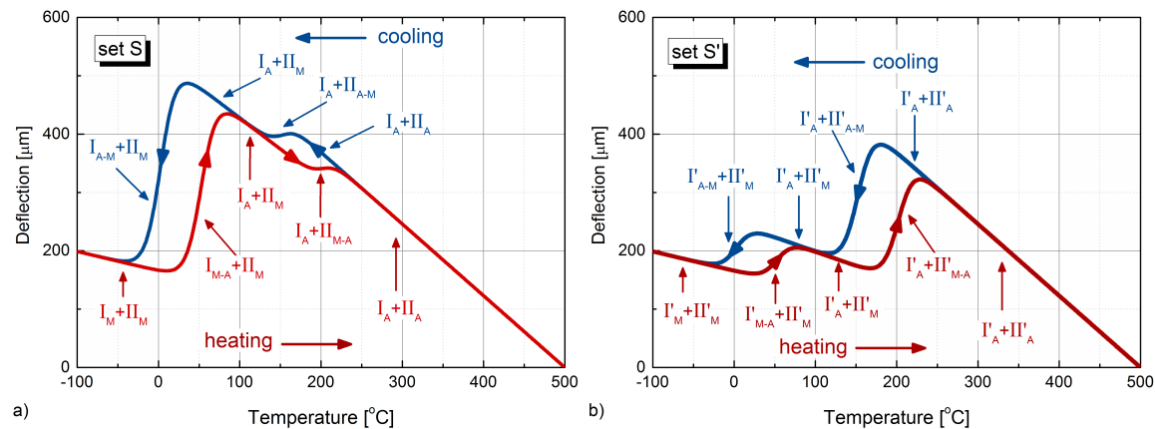 600
set S
cooling
I_A+II_M
I_A+II_A-M
I_A+II_A
400
I_A-M+II_M
I_A+II_M
I_A+II_M-A
200
I_M-A+II_M
I_M+II_M
I_A+II_A
heating
0
-100 0 100 200 300 400 500
Deflection [µm]
Temperature [°C]
a)
600
set S'
cooling
I'_A+II'_A
I'_A+II'_A-M
400
I'_A-M+II'_M
I'_A+II'_M
200
I'_A+II'_M-A
I'_M+II'_M
I'_M-A+II'_M
I'_A+II'_M
I'_A+II'_A
heating
0
-100 0 100 200 300 400 500
Deflection [µm]
Temperature [°C]
b)